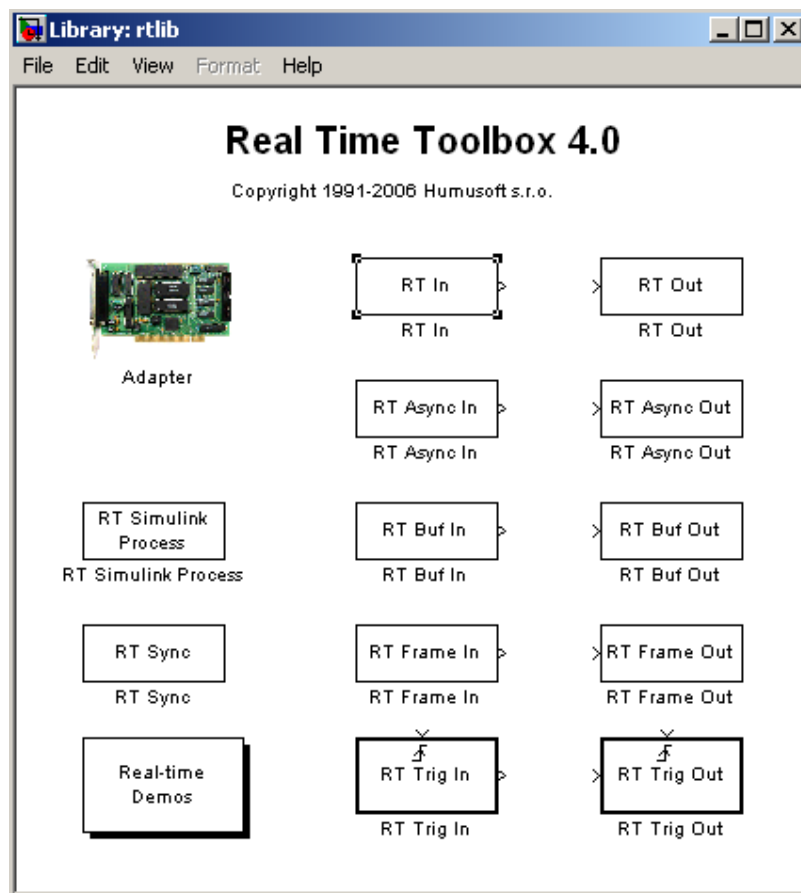 Library: rtlib
File Edit View Format Help
Real Time Toolbox 4.0
Copyright 1991-2006 Humusoft s.r.o.
Adapter
RT In
RT In
RT Out
RT Out
RT Async In
RT Async In
RT Async Out
RT Async Out
RT Simulink
Process
RT Simulink Process
RT Buf In
RT Buf In
RT Buf Out
RT Buf Out
RT Sync
RT Sync
RT Frame In
RT Frame In
RT Frame Out
RT Frame Out
Real-time
Demos
RT Trig In
RT Trig In
RT Trig Out
RT Trig Out